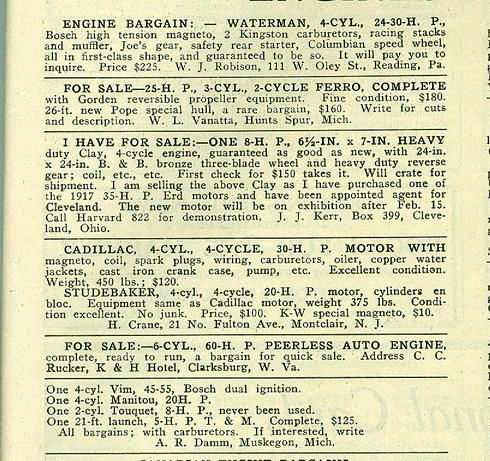 ENGINE BARGAIN: — WATERMAN, 4-CYL., 24-30-H. P.,
Bosch high tension magneto, 2 Kingston carburetors, racing stacks
and muffler, Joe's gear, safety rear starter, Columbian speed wheel,
all in first-class shape, and guaranteed to be so. It will pay you to
inquire. Price $225. W. J. Robison, 111 W. Oley St., Reading, Pa.
FOR SALE—25-H. P., 3-CYL., 2-CYCLE FERRO, COMPLETE
with Gorden reversible propeller equipment. Fine condition, $180.
26-ft. new Pope special hull, a rare bargain, $160. Write for cuts
and description. W. L. Vanatta, Hunts Spur, Mich.
I HAVE FOR SALE:—ONE 8-H. P., 6½-IN. x 7-IN. HEAVY
duty Clay, 4-cycle engine, guaranteed as good as new, with 24-in.
x 24-in. B. & B. bronze three-blade wheel and heavy duty reverse
gear; coil, etc., etc. First check for $150 takes it. Will crate for
shipment. I am selling the above Clay as I have purchased one
of the 1917 35-H. P. Erd motors and have been appointed agent for
Cleveland. The new motor will be on exhibition after Feb. 15.
Call Harvard 822 for demonstration. J. J. Kerr, Box 399, Cleve-
land, Ohio.
CADILLAC, 4-CYL., 4-CYCLE, 30-H. P. MOTOR WITH
magneto, coil, spark plugs, wiring, carburetors, oiler, copper water
jackets, cast iron crank case, pump, etc. Excellent condition.
Weight, 450 lbs.; $120.
STUDEBAKER, 4-cyl., 4-cycle, 20-H. P. motor, cylinders en
bloc. Equipment same as Cadillac motor, weight 375 lbs. Condi-
tion excellent. No junk. Price, $100. K-W special magneto, $10.
H. Crane, 21 No. Fulton Ave., Montclair, N. J.
FOR SALE:—6-CYL., 60-H. P. PEERLESS AUTO ENGINE,
complete, ready to run, a bargain for quick sale. Address C. C.
Rucker, K & H Hotel, Clarksburg, W. Va.
One 4-cyl. Vim, 45-55, Bosch dual ignition.
One 4-cyl. Manitou, 20H. P.
One 2-cyl. Touquet, 8-H. P., never been used.
One 21-ft. launch, 5-H. P. T. & M. Complete, $125.
All bargains; with carburetors. If interested, write
A. R. Damm, Muskegon, Mich.